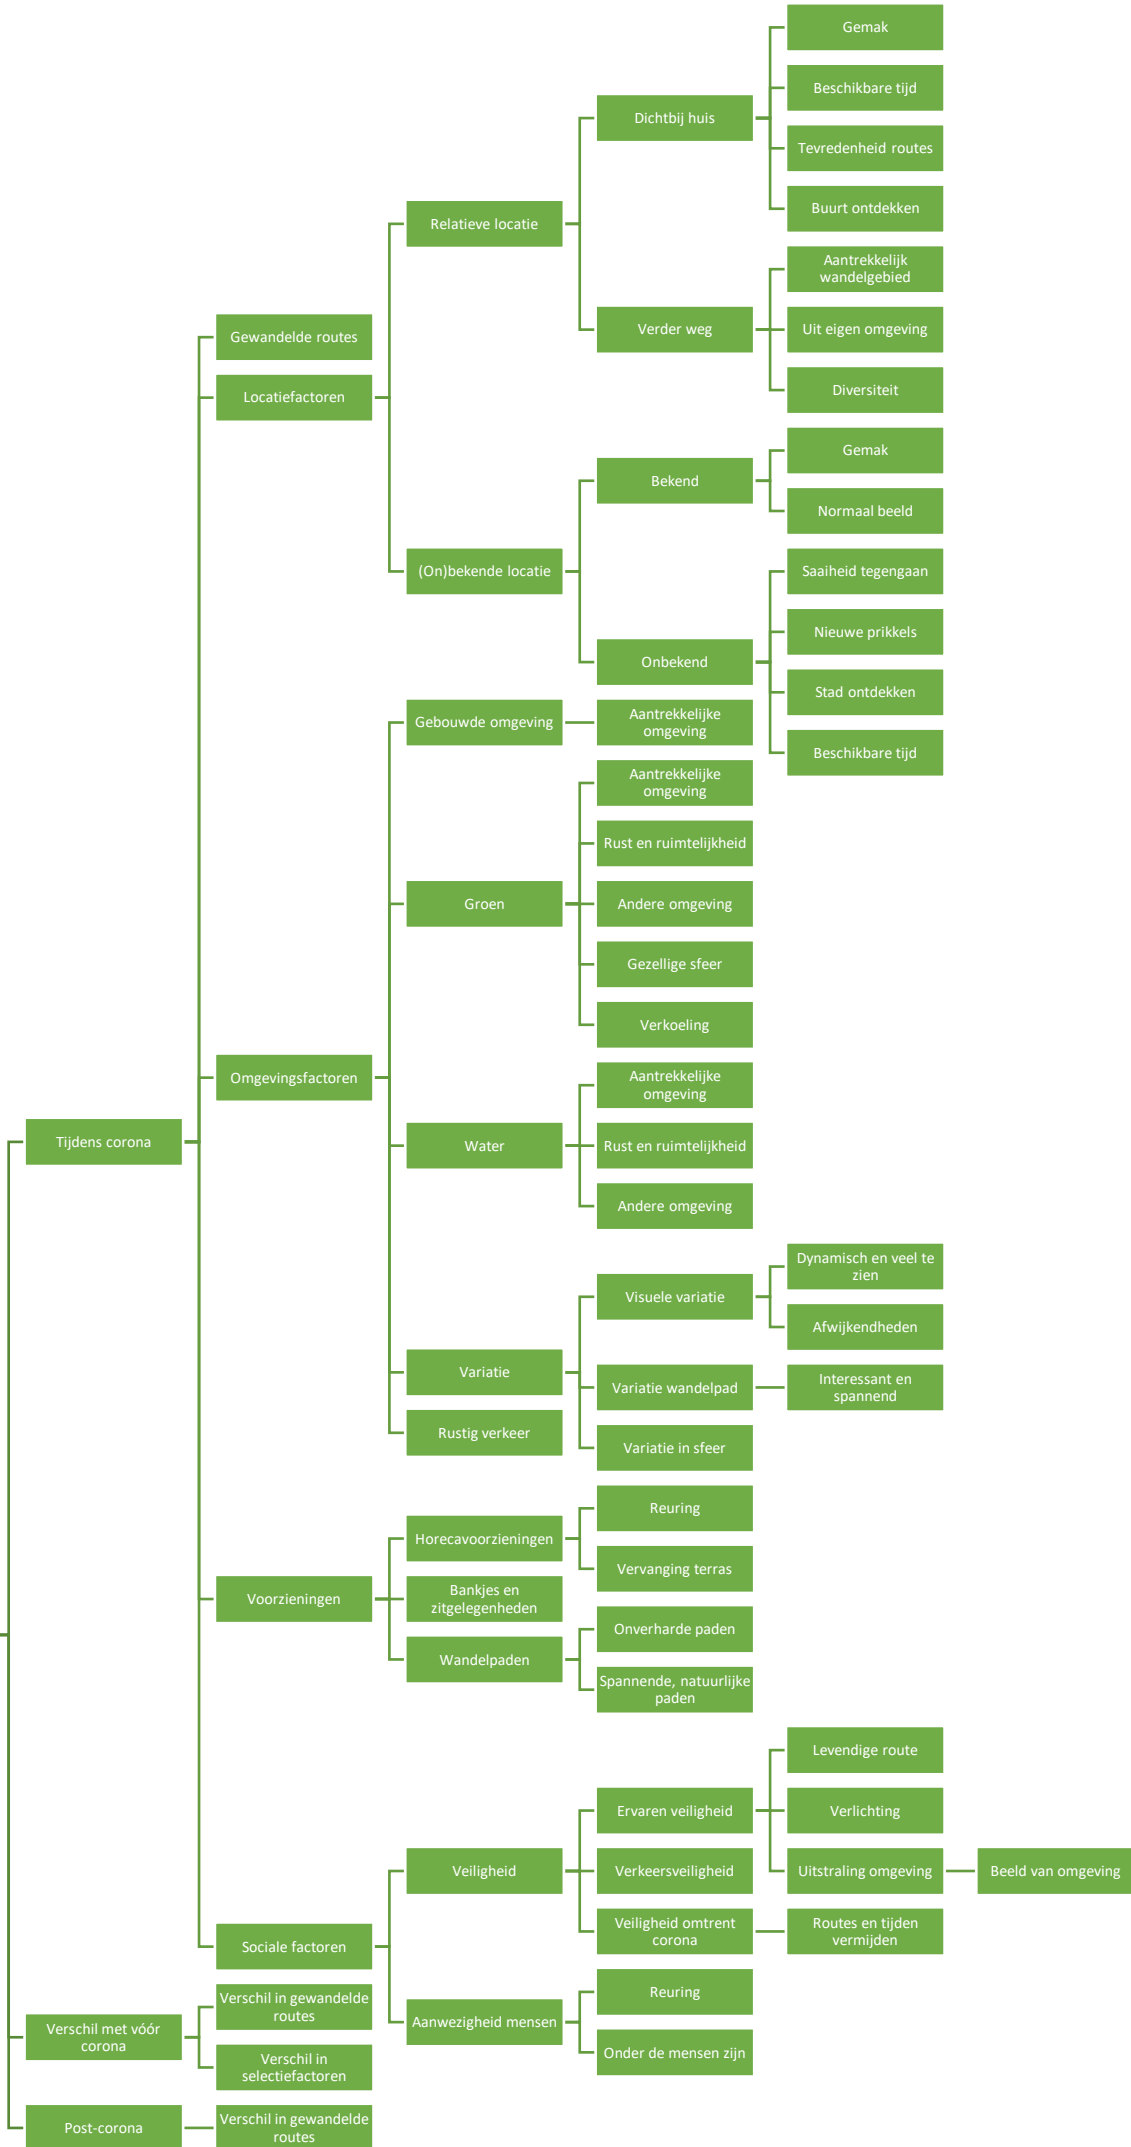 Gemak
Beschikbare tijd
Dichtbij huis
Tevredenheid routes
Buurt ontdekken
Relatieve locatie
Aantrekkelijk
wandelgebied
Gewandelde routes
Verder weg
Uit eigen omgeving
Locatiefactoren
Diversiteit
Gemak
Bekend
Normaal beeld
(On)bekende locatie
Saaiheid tegengaan
Nieuwe prikkels
Onbekend
Stad ontdekken
Gebouwde omgeving
Aantrekkelijke
omgeving
Beschikbare tijd
Aantrekkelijke
omgeving
Rust en ruimtelijkheid
Groen
Andere omgeving
Gezellige sfeer
Verkoeling
Omgevingsfactoren
Aantrekkelijke
omgeving
Tijdens corona
Water
Rust en ruimtelijkheid
Andere omgeving
Dynamisch en veel te
zien
Visuele variatie
Afwijkendheden
Variatie
Variatie wandelpad
Interessant en
spannend
Rustig verkeer
Variatie in sfeer
Reuring
Horecavoorzieningen
Vervanging terras
Voorzieningen
Bankjes en
zitgelegenheden
Onverharde paden
Wandelpaden
Spannende, natuurlijke
paden
Levendige route
Ervaren veiligheid
Verlichting
Veiligheid
Verkeersveiligheid
Uitstraling omgeving
Beeld van omgeving
Sociale factoren
Veiligheid omtrent
corona
Routes en tijden
vermijden
Reuring
Verschil in gewandelde
routes
Aanwezigheid mensen
Verschil met vóór
corona
Onder de mensen zijn
Verschil in
selectiefactoren
Post-corona
Verschil in gewandelde
routes